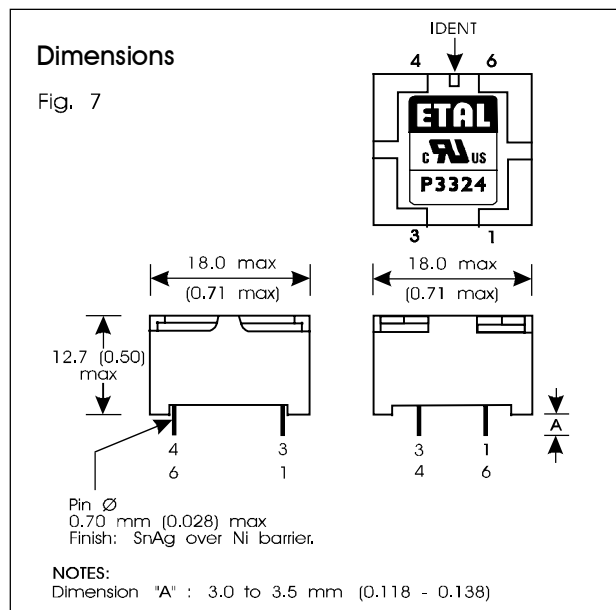 Dimensions
Fig. 7
IDENT
4 6
ETAL
c RU US
P3324
3 1
18.0 max
(0.71 max)
18.0 max
(0.71 max)
12.7 (0.50)
max
A
4 3
6 1
3 1
4 6
Pin Ø
0.70 mm (0.028) max
Finish: SnAg over Ni barrier.
NOTES:
Dimension "A" : 3.0 to 3.5 mm (0.118 - 0.138)